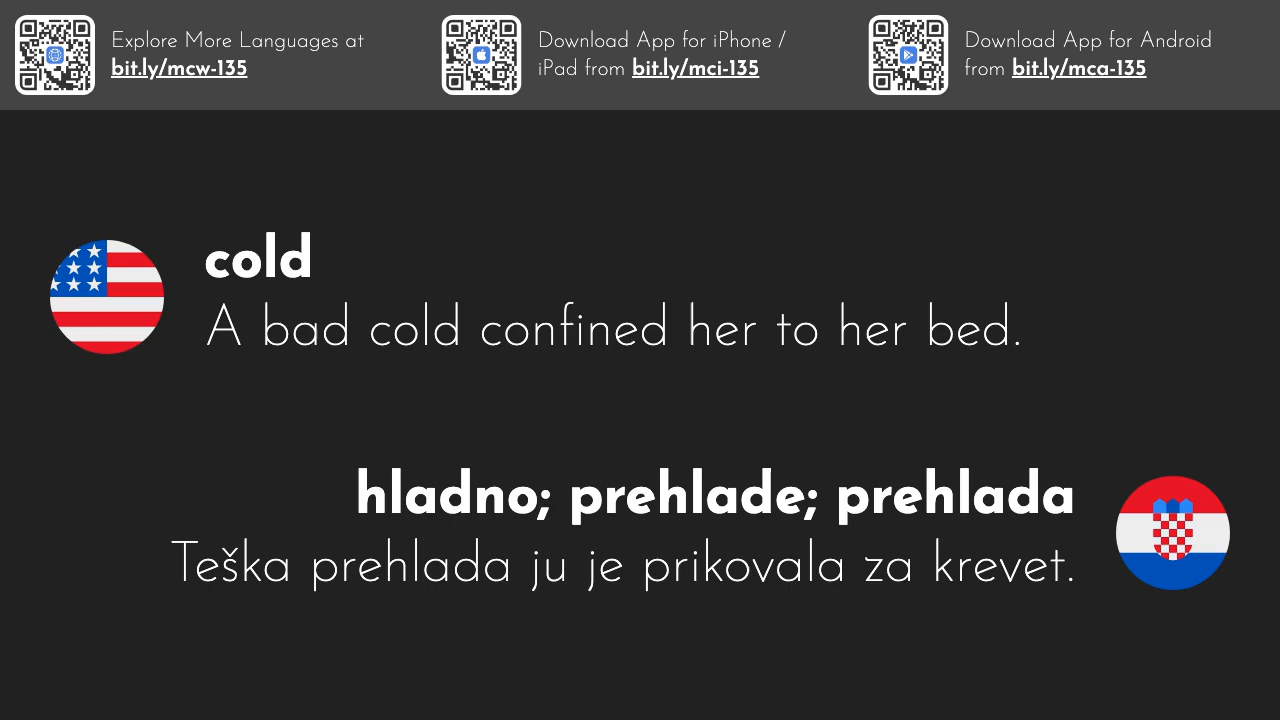 Explore More Languages at
bit.ly/mcw-135
Download App for iPhone /
iPad from bit.ly/mci-135
Download App for Android
from bit.ly/mca-135
cold
A bad cold confined her to her bed.
hladno; prehlade; prehlada
Teška prehlada ju je prikovala za krevet.